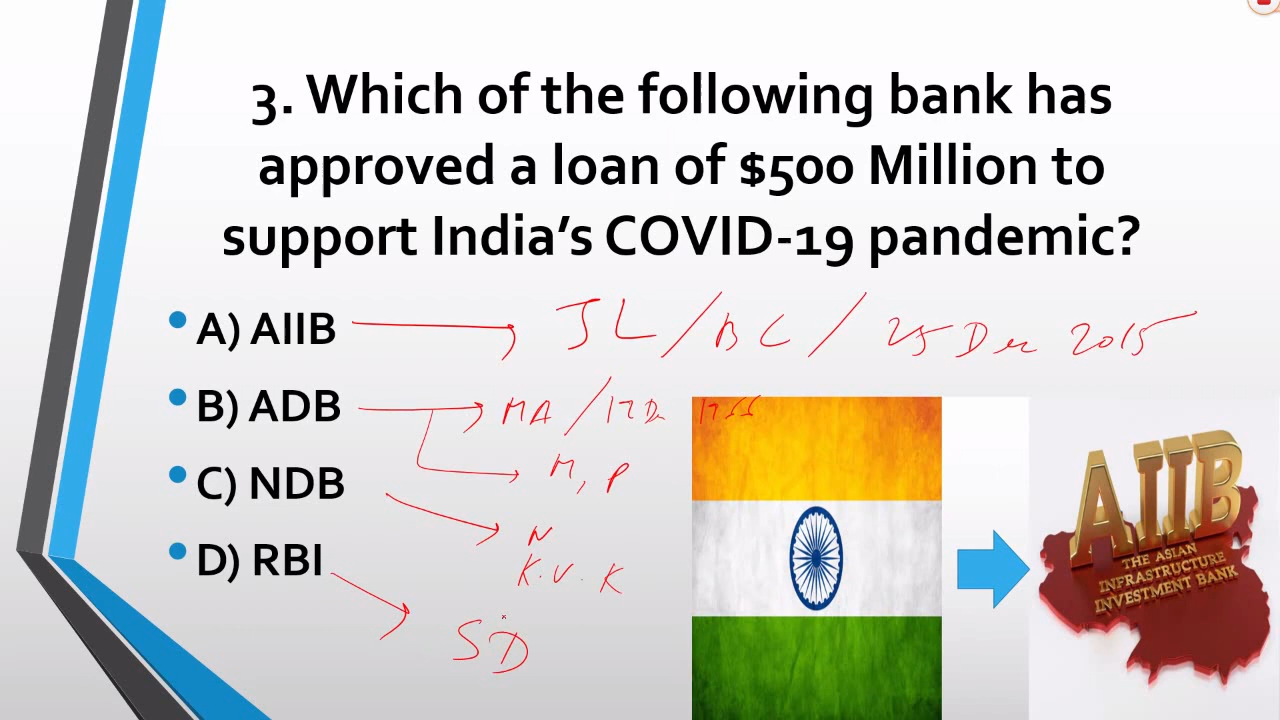 3. Which of the following bank has
approved a loan of $500 Million to
support India's COVID-19 pandemic?
• A) AIIB
JL / BC / 25 Dec 2015
• B) ADB
MA / 17 De
M, P
• C) NDB
N
K.V.K
• D) RBI
SD
AIIB
THE ASIAN
INFRASTRUCTURE
INVESTMENT BANK